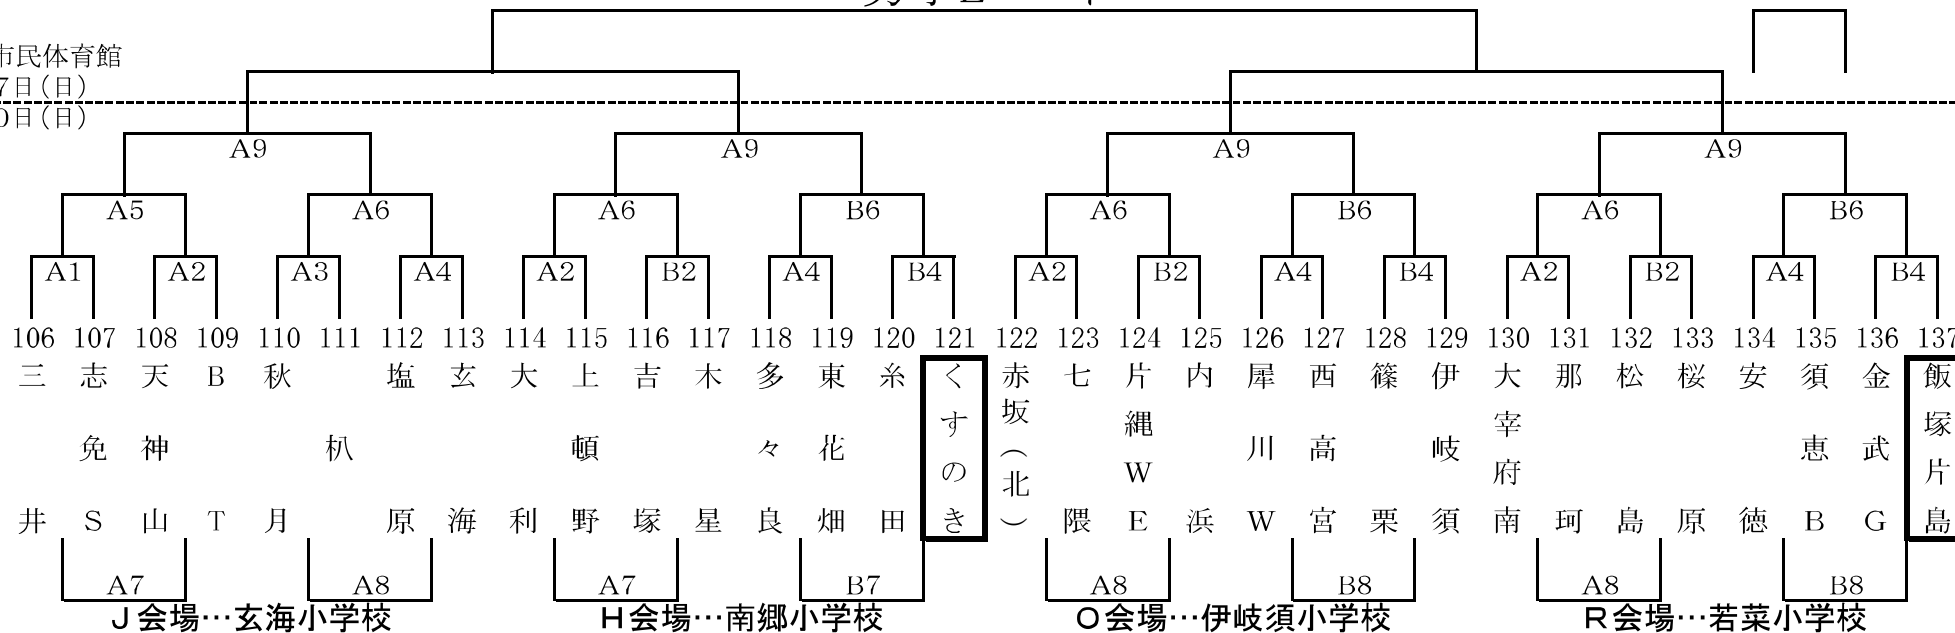 市民体育館
7日(日)
0日(日)
A9 A9 A9 A9
A5 A6 A6 B6 A6 B6 A6 B6
A1 A2 A3 A4 A2 B2 A4 B4 A2 B2 A4 B4 A2 B2 A4 B4
106 107 108 109 110 111 112 113 114 115 116 117 118 119 120 121 122 123 124 125 126 127 128 129 130 131 132 133 134 135 136 137
三井
志免S
天神山
BT
秋月
杁
塩原
玄海
大利
上頓野
吉塚
木星
多々良
東花畑
糸田
くすのき
赤坂(北)
七隈
片縄WE
内浜
犀川W
西高宮
篠栗
伊岐須
大宰府南
那珂
松島
桜原
安徳
須恵B
金武G
飯塚片島
A7 A8 A7 B7 A8 B8 A8 B8
J会場…玄海小学校
H会場…南郷小学校
O会場…伊岐須小学校
R会場…若菜小学校